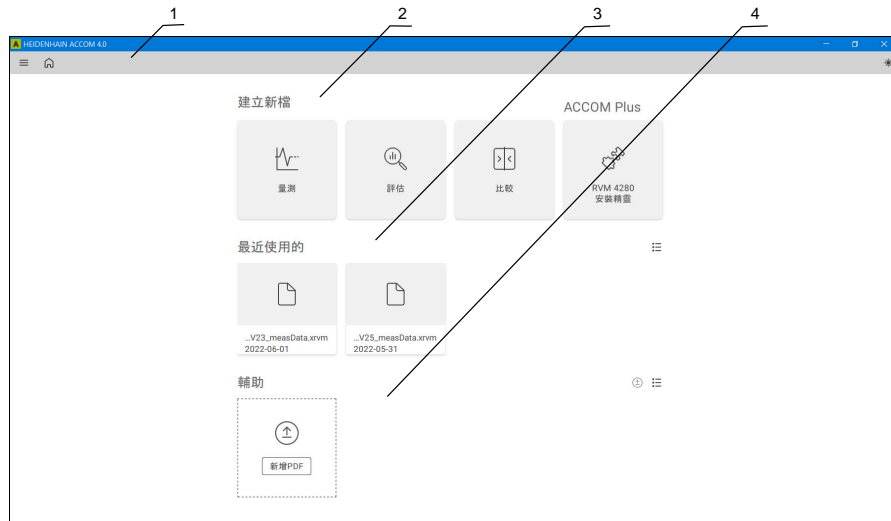 1 2 3 4
HEIDENHAIN ACCOM 4.0
建立新檔
ACCOM Plus
量測
評估
比較
RVM 4280
安裝精靈
最近使用的
...V23_measData.xrvm
2022-06-01
...V25_measData.xrvm
2022-05-31
輔助
新增PDF